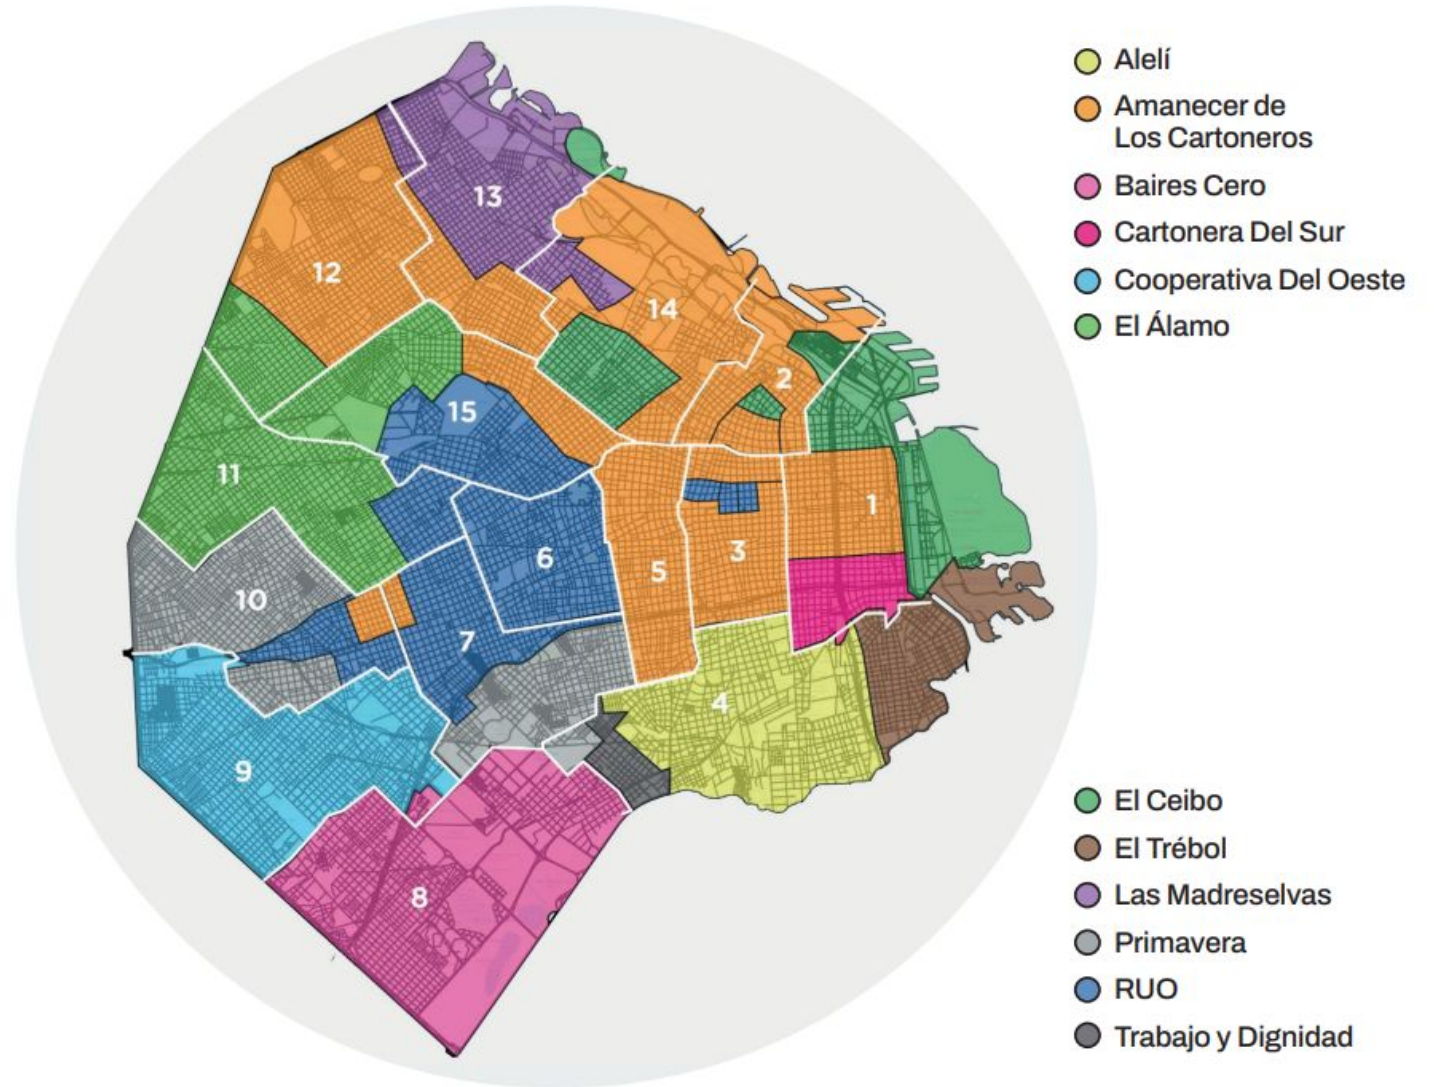 Alelí
Amanecer de
Los Cartoneros
Baires Cero
Cartonera Del Sur
Cooperativa Del Oeste
El Álamo
13
12
14
2
15
11
1
6
5
3
10
7
4
9
8
El Ceibo
El Trébol
Las Madreselvas
Primavera
RUO
Trabajo y Dignidad